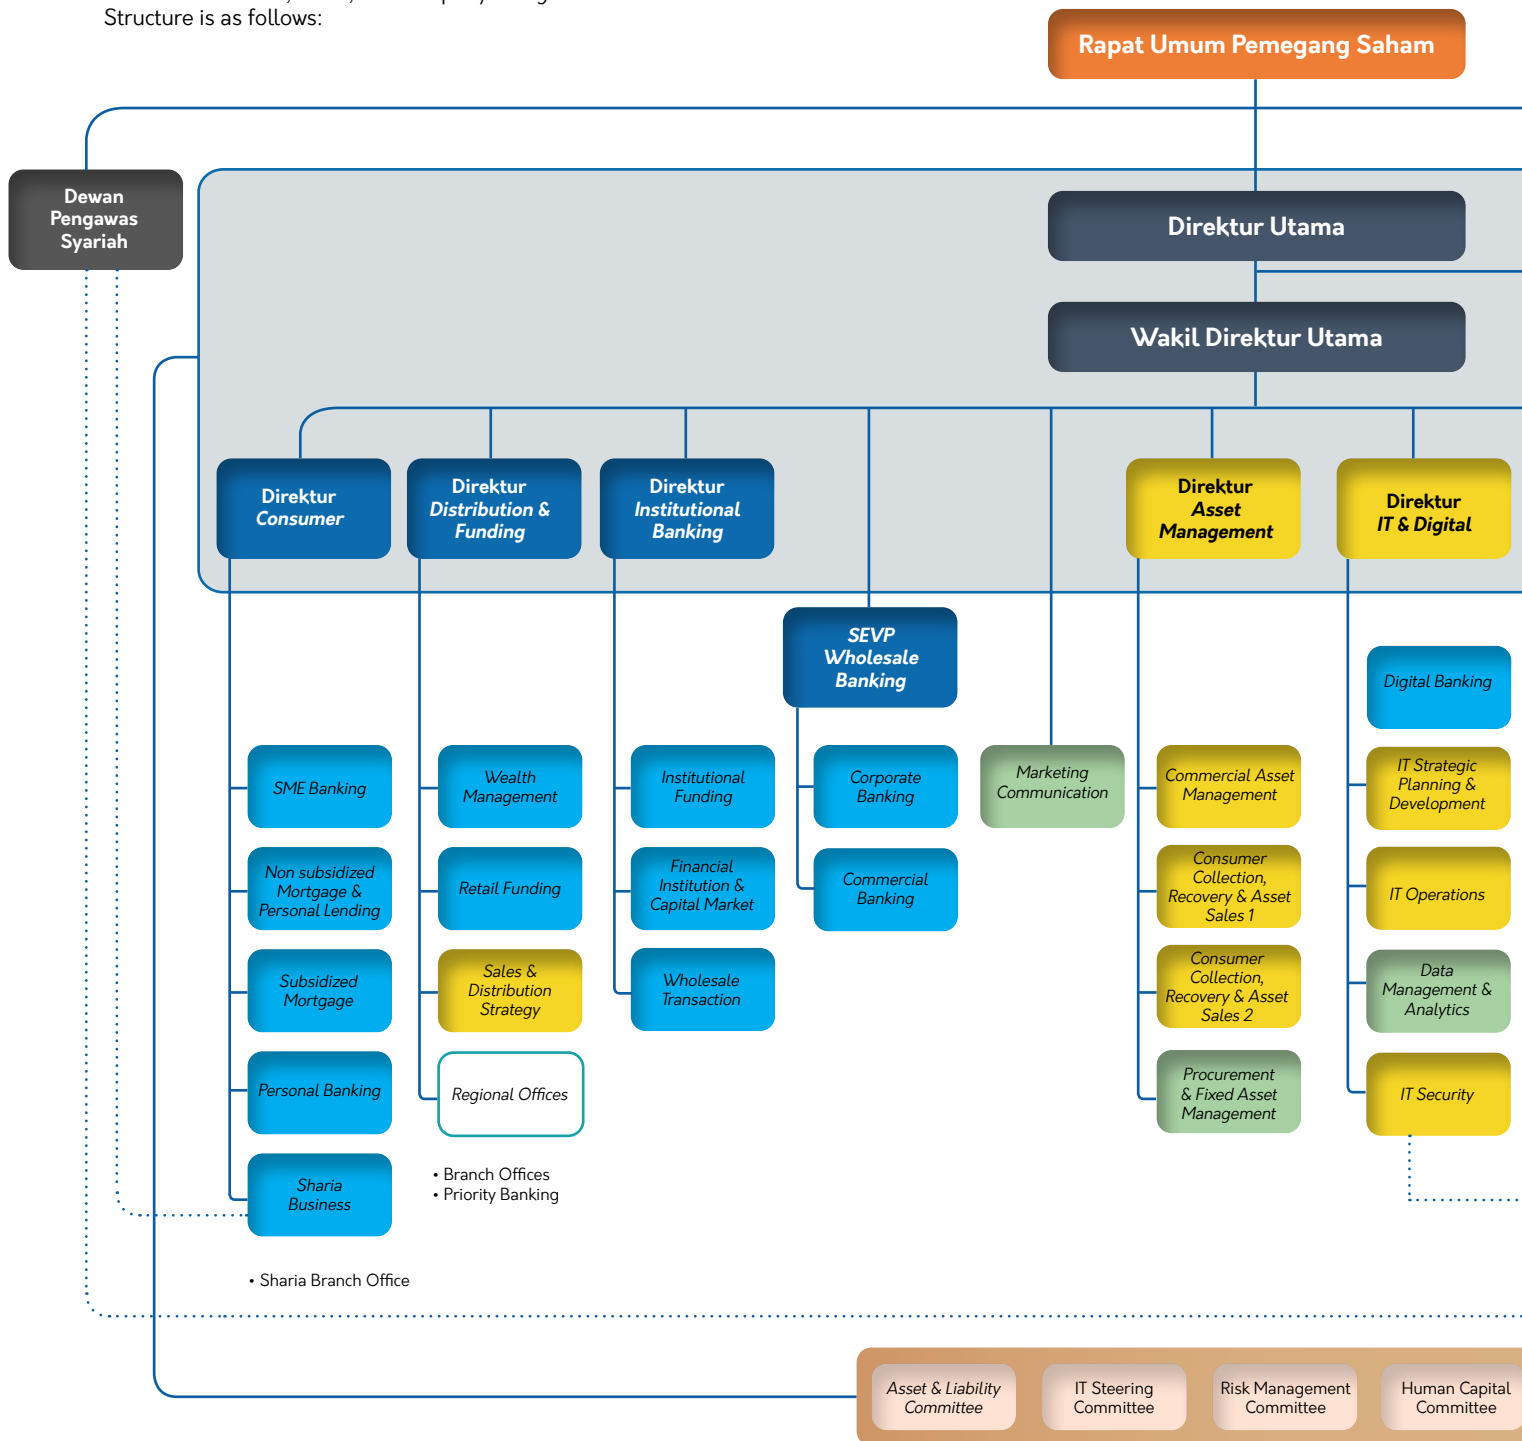 Structure is as follows:
Rapat Umum Pemegang Saham
Dewan
Pengawas
Syariah
Direktur Utama
Wakil Direktur Utama
Direktur
Consumer
Direktur
Distribution &
Funding
Direktur
Institutional
Banking
Direktur
Asset
Management
Direktur
IT & Digital
SEVP
Wholesale
Banking
Digital Banking
SME Banking
Wealth
Management
Institutional
Funding
Corporate
Banking
Marketing
Communication
Commercial Asset
Management
IT Strategic
Planning &
Development
Non subsidized
Mortgage &
Personal Lending
Retail Funding
Financial
Institution &
Capital Market
Commercial
Banking
Consumer
Collection,
Recovery & Asset
Sales 1
IT Operations
Subsidized
Mortgage
Sales &
Distribution
Strategy
Wholesale
Transaction
Consumer
Collection,
Recovery & Asset
Sales 2
Data
Management &
Analytics
Personal Banking
Regional Offices
Procurement
& Fixed Asset
Management
IT Security
• Branch Offices
• Priority Banking
Sharia
Business
• Sharia Branch Office
Asset & Liability
Committee
IT Steering
Committee
Risk Management
Committee
Human Capital
Committee